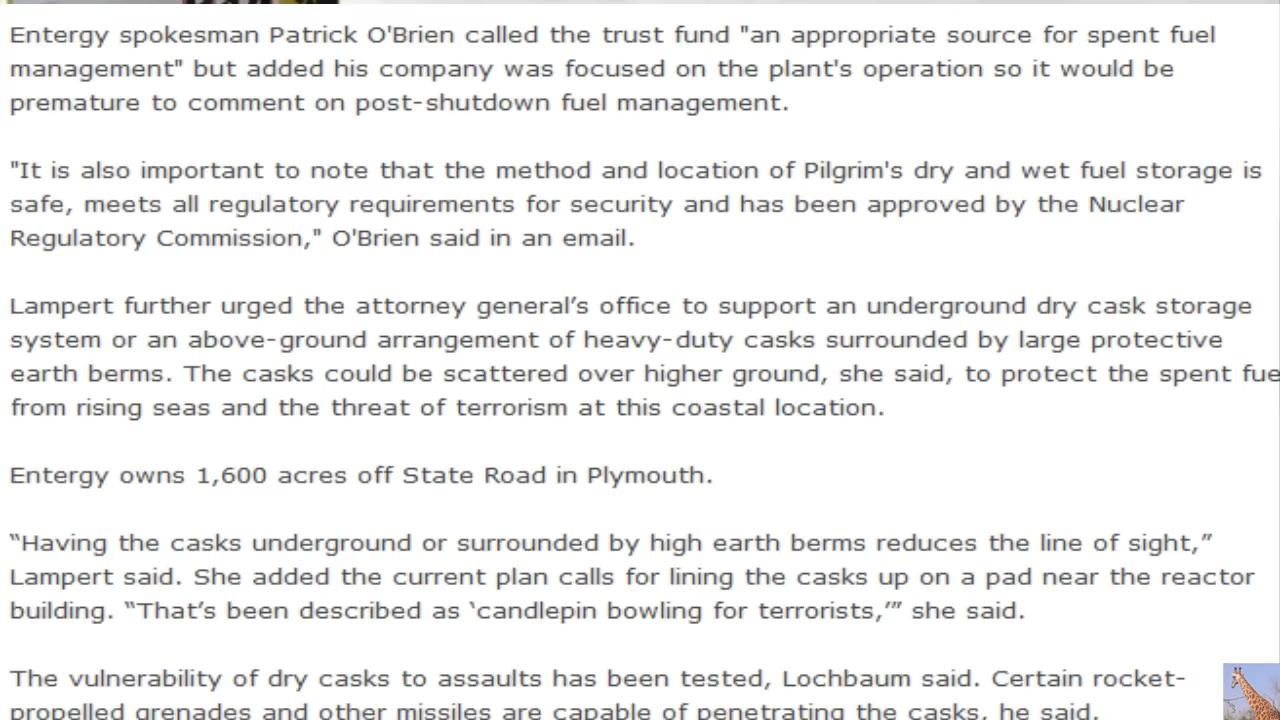 Entergy spokesman Patrick O'Brien called the trust fund "an appropriate source for spent fuel
management" but added his company was focused on the plant's operation so it would be
premature to comment on post-shutdown fuel management.
"It is also important to note that the method and location of Pilgrim's dry and wet fuel storage is
safe, meets all regulatory requirements for security and has been approved by the Nuclear
Regulatory Commission," O'Brien said in an email.
Lampert further urged the attorney general’s office to support an underground dry cask storage
system or an above-ground arrangement of heavy-duty casks surrounded by large protective
earth berms. The casks could be scattered over higher ground, she said, to protect the spent fue
from rising seas and the threat of terrorism at this coastal location.
Entergy owns 1,600 acres off State Road in Plymouth.
“Having the casks underground or surrounded by high earth berms reduces the line of sight,”
Lampert said. She added the current plan calls for lining the casks up on a pad near the reactor
building. “That’s been described as ‘candlepin bowling for terrorists,’” she said.
The vulnerability of dry casks to assaults has been tested, Lochbaum said. Certain rocket-
propelled grenades and other missiles are capable of penetrating the casks, he said.